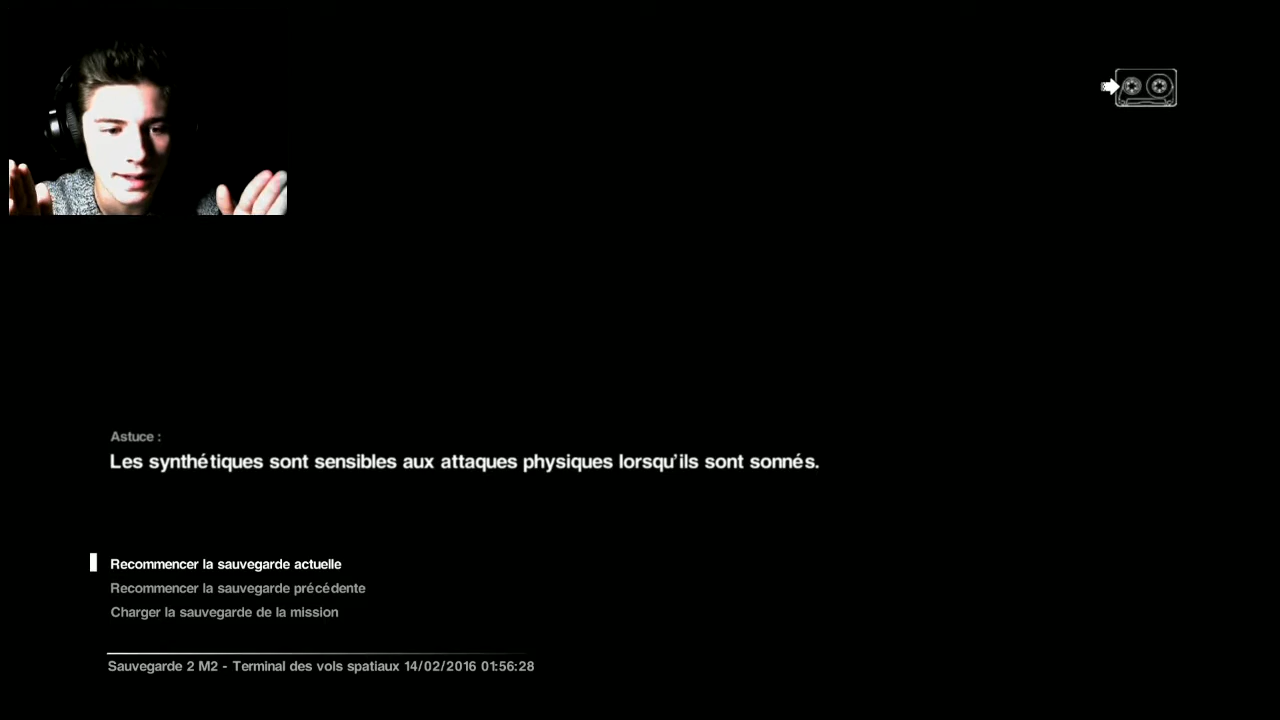 Astuce :
Les synthétiques sont sensibles aux attaques physiques lorsqu'ils sont sonnés.
Recommencer la sauvegarde actuelle
Recommencer la sauvegarde précédente
Charger la sauvegarde de la mission
Sauvegarde 2 M2 - Terminal des vols spatiaux 14/02/2016 01:56:28